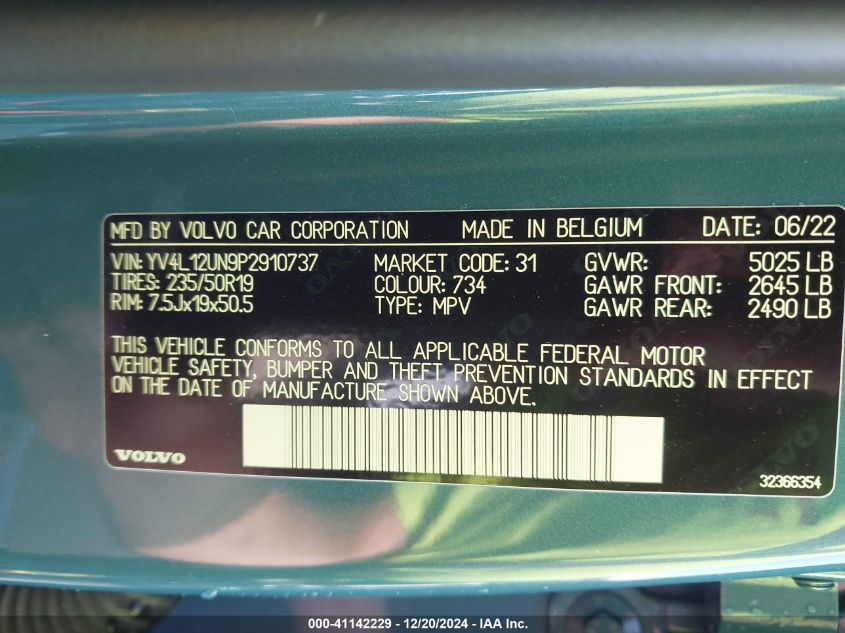 MFD BY VOLVO CAR CORPORATION MADE IN BELGIUM DATE: 06/22
VIN: YV4L12UN9P2910737 MARKET CODE: 31 GVWR: 5025 LB
TIRES: 235/50R19 COLOUR: 734 GAWR FRONT: 2645 LB
RIM: 7.5Jx19x50.5 TYPE: MPV GAWR REAR: 2490 LB
THIS VEHICLE CONFORMS TO ALL APPLICABLE FEDERAL MOTOR
VEHICLE SAFETY, BUMPER AND THEFT PREVENTION STANDARDS IN EFFECT
ON THE DATE OF MANUFACTURE SHOWN ABOVE.
VOLVO 32366354
000-41142229 - 12/20/2024 - IAA Inc.